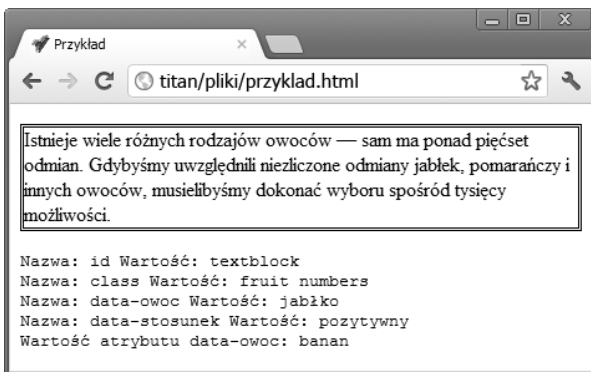 Przykład
titan/pliki/przyklad.html
Istnieje wiele różnych rodzajów owoców — sam ma ponad pięćset
odmian. Gdybyśmy uwzględnili niezliczone odmiany jabłek, pomarańczy i
innych owoców, musielibyśmy dokonać wyboru spośród tysięcy
możliwości.
Nazwa: id Wartość: textblock
Nazwa: class Wartość: fruit numbers
Nazwa: data-owoc Wartość: jabłko
Nazwa: data-stosunek Wartość: pozytywny
Wartość atrybutu data-owoc: banan